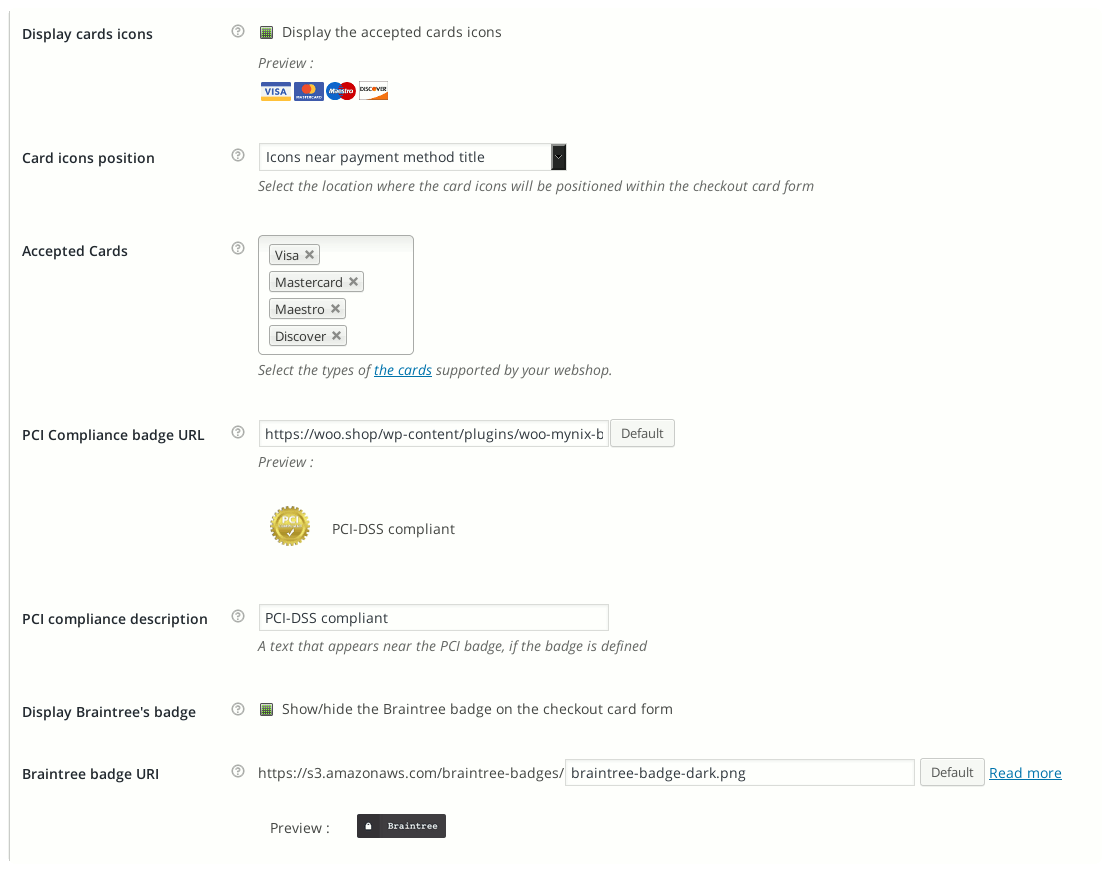 Display cards icons
Display the accepted cards icons
Preview :
VISA MASTERCARD Maestro DISCOVER
Card icons position
Icons near payment method title
Select the location where the card icons will be positioned within the checkout card form
Accepted Cards
Visa
Mastercard
Maestro
Discover
Select the types of the cards supported by your webshop.
PCI Compliance badge URL
https://woo.shop/wp-content/plugins/woo-mynix-b Default
Preview :
PCI
PCI-DSS compliant
PCI compliance description
PCI-DSS compliant
A text that appears near the PCI badge, if the badge is defined
Display Braintree's badge
Show/hide the Braintree badge on the checkout card form
Braintree badge URI
https://s3.amazonaws.com/braintree-badges/ braintree-badge-dark.png Default Read more
Preview : Braintree